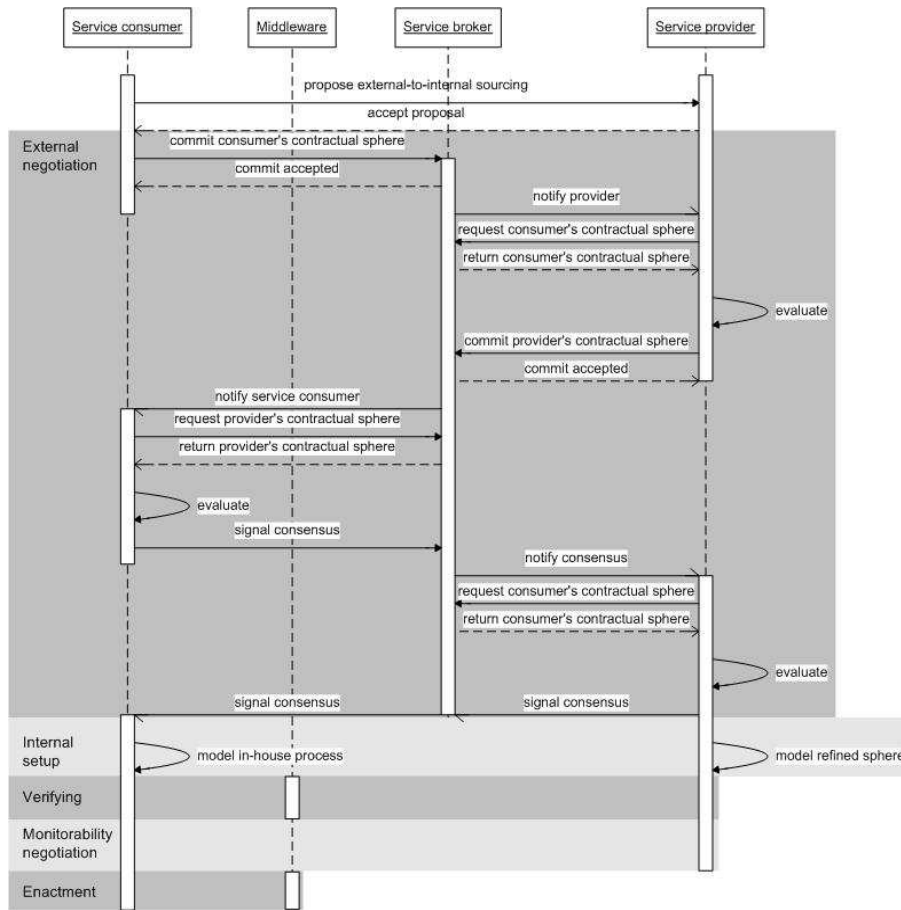 Service consumer
Middleware
Service broker
Service provider
propose external-to-internal sourcing
accept proposal
External
negotiation
commit consumer's contractual sphere
commit accepted
notify provider
request consumer's contractual sphere
return consumer's contractual sphere
evaluate
commit provider's contractual sphere
commit accepted
notify service consumer
request provider's contractual sphere
return provider's contractual sphere
evaluate
signal consensus
notify consensus
request consumer's contractual sphere
return consumer's contractual sphere
evaluate
signal consensus
signal consensus
Internal
setup
model in-house process
model refined sphere
Verifying
Monitorability
negotiation
Enactment